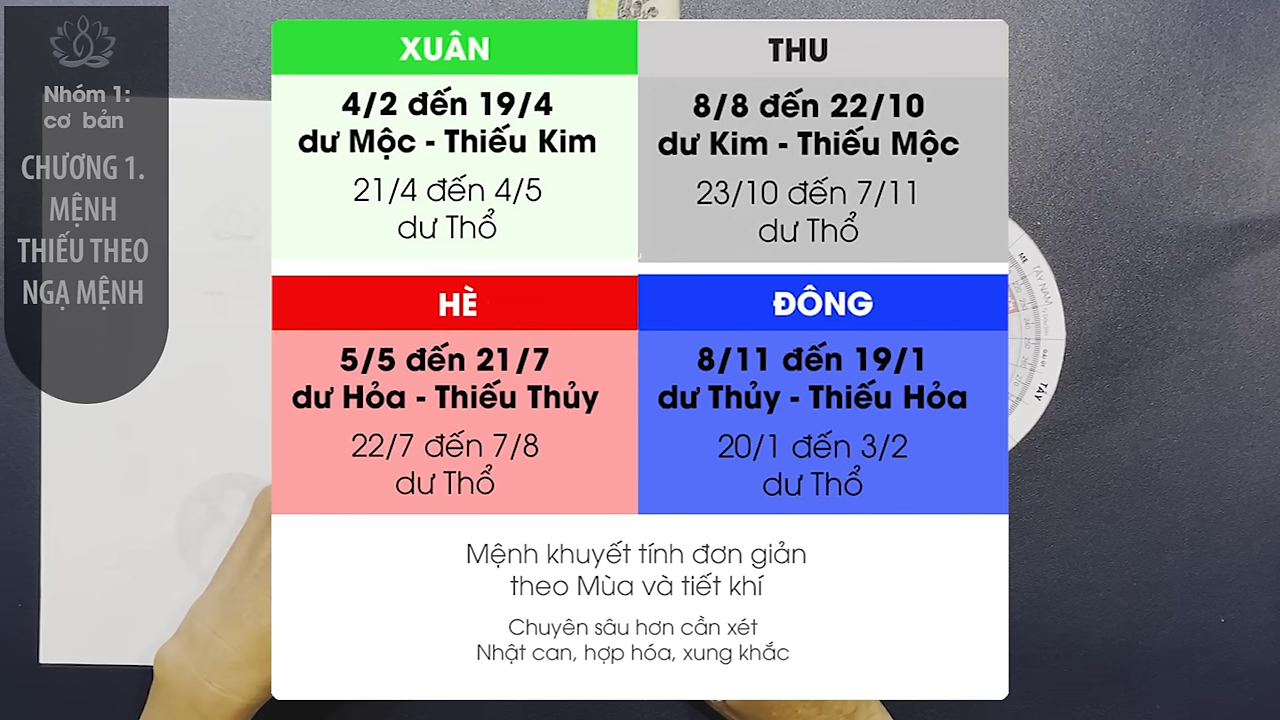 Nhóm 1:
cơ bản
CHƯƠNG 1.
MỆNH
THIẾU THEO
NGẠ MỆNH
XUÂN
4/2 đến 19/4
dư Mộc - Thiếu Kim
21/4 đến 4/5
dư Thổ
THU
8/8 đến 22/10
dư Kim - Thiếu Mộc
23/10 đến 7/11
dư Thổ
HÈ
5/5 đến 21/7
dư Hỏa - Thiếu Thủy
22/7 đến 7/8
dư Thổ
ĐÔNG
8/11 đến 19/1
dư Thủy - Thiếu Hỏa
20/1 đến 3/2
dư Thổ
Mệnh khuyết tính đơn giản
theo Mùa và tiết khí
Chuyên sâu hơn cần xét
Nhật can, hợp hóa, xung khắc
TÂY NAM
TÂY